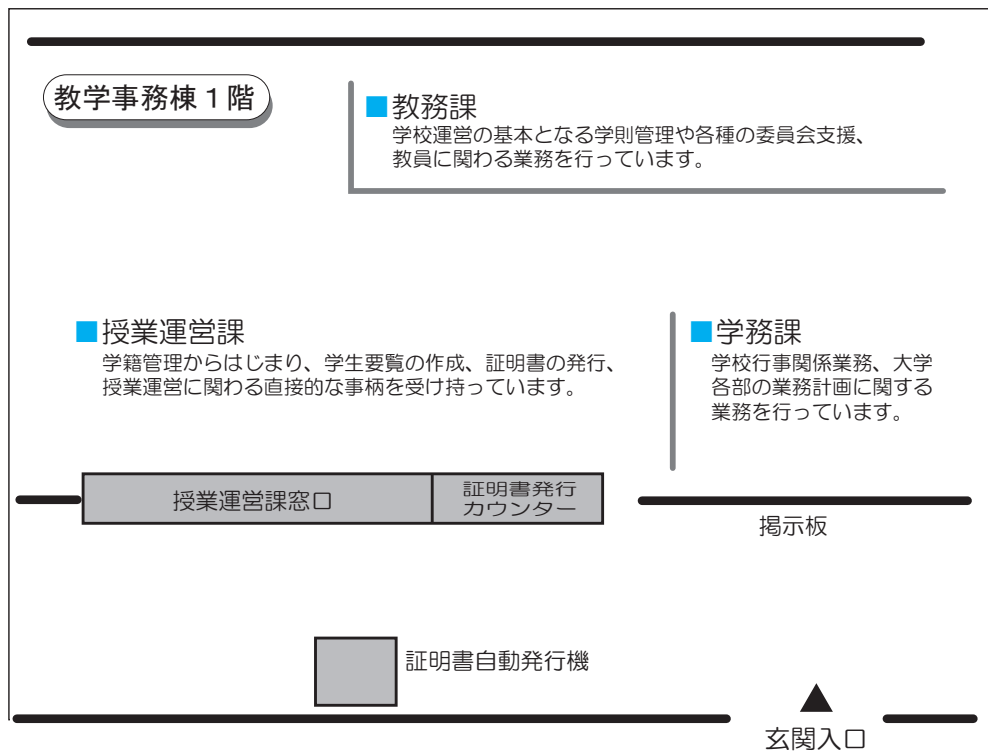 教学事務棟1階
■教務課
学校運営の基本となる学則管理や各種の委員会支援、
教員に関わる業務を行っています。
■授業運営課
学籍管理からはじまり、学生要覧の作成、証明書の発行、
授業運営に関わる直接的な事柄を受け持っています。
■学務課
学校行事関係業務、大学
各部の業務計画に関する
業務を行っています。
授業運営課窓口
証明書発行
カウンター
掲示板
証明書自動発行機
玄関入口